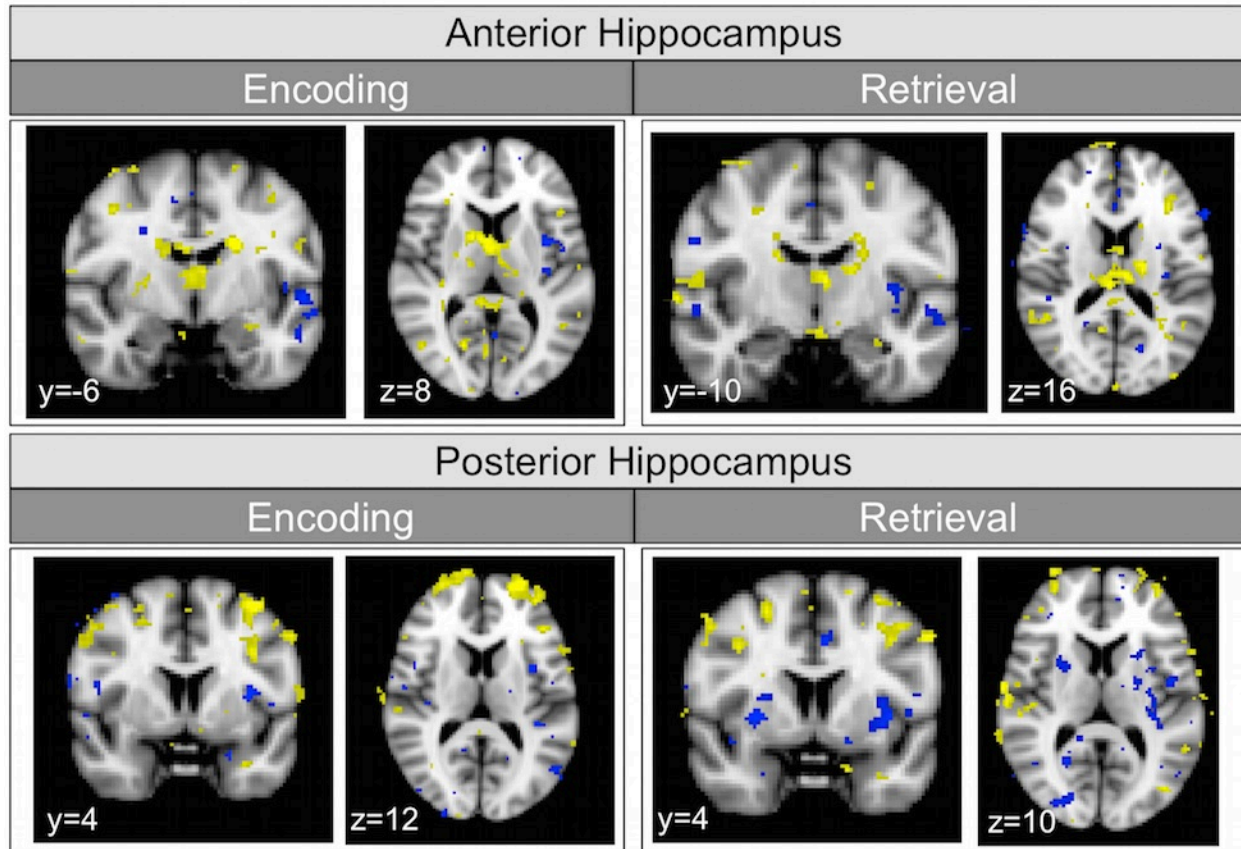 Anterior Hippocampus
Encoding
Retrieval
y=-6
z=8
y=-10
z=16
Posterior Hippocampus
Encoding
Retrieval
y=4
z=12
y=4
z=10